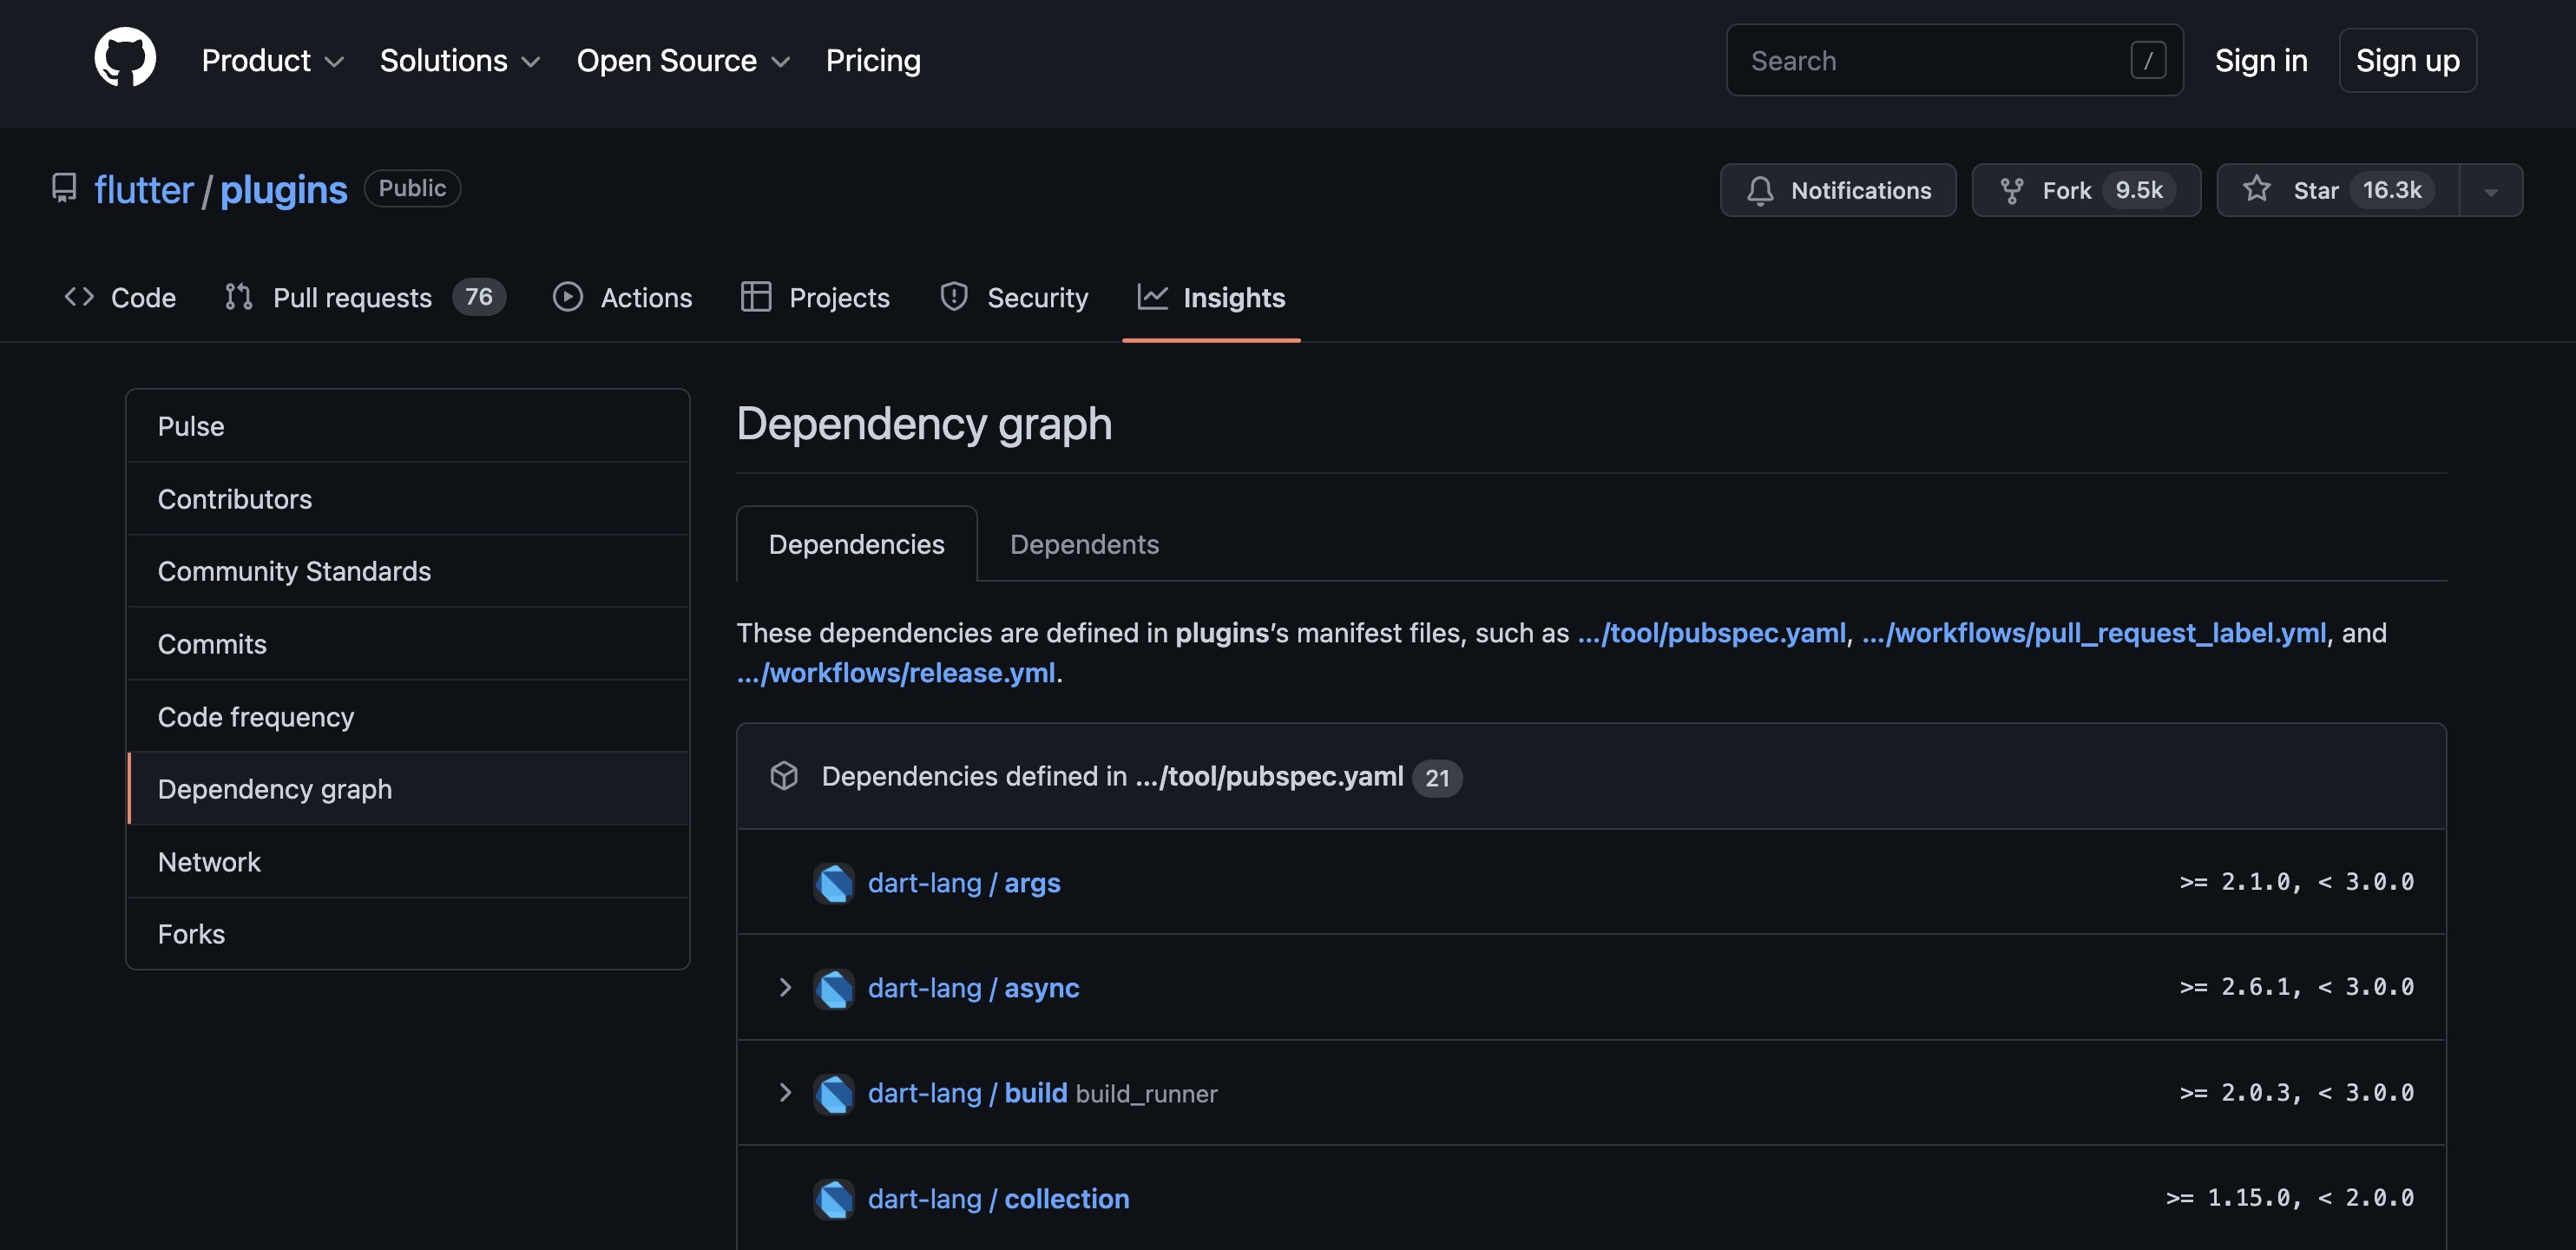 Product Solutions Open Source Pricing Search / Sign in Sign up
flutter / plugins Public Notifications Fork 9.5k Star 16.3k
Code Pull requests 76 Actions Projects Security Insights
Pulse
Contributors
Community Standards
Commits
Code frequency
Dependency graph
Network
Forks
Dependency graph
Dependencies Dependents
These dependencies are defined in plugins’s manifest files, such as …/tool/pubspec.yaml, …/workflows/pull_request_label.yml, and
…/workflows/release.yml.
Dependencies defined in …/tool/pubspec.yaml 21
dart-lang / args >= 2.1.0, < 3.0.0
dart-lang / async >= 2.6.1, < 3.0.0
dart-lang / build build_runner >= 2.0.3, < 3.0.0
dart-lang / collection >= 1.15.0, < 2.0.0